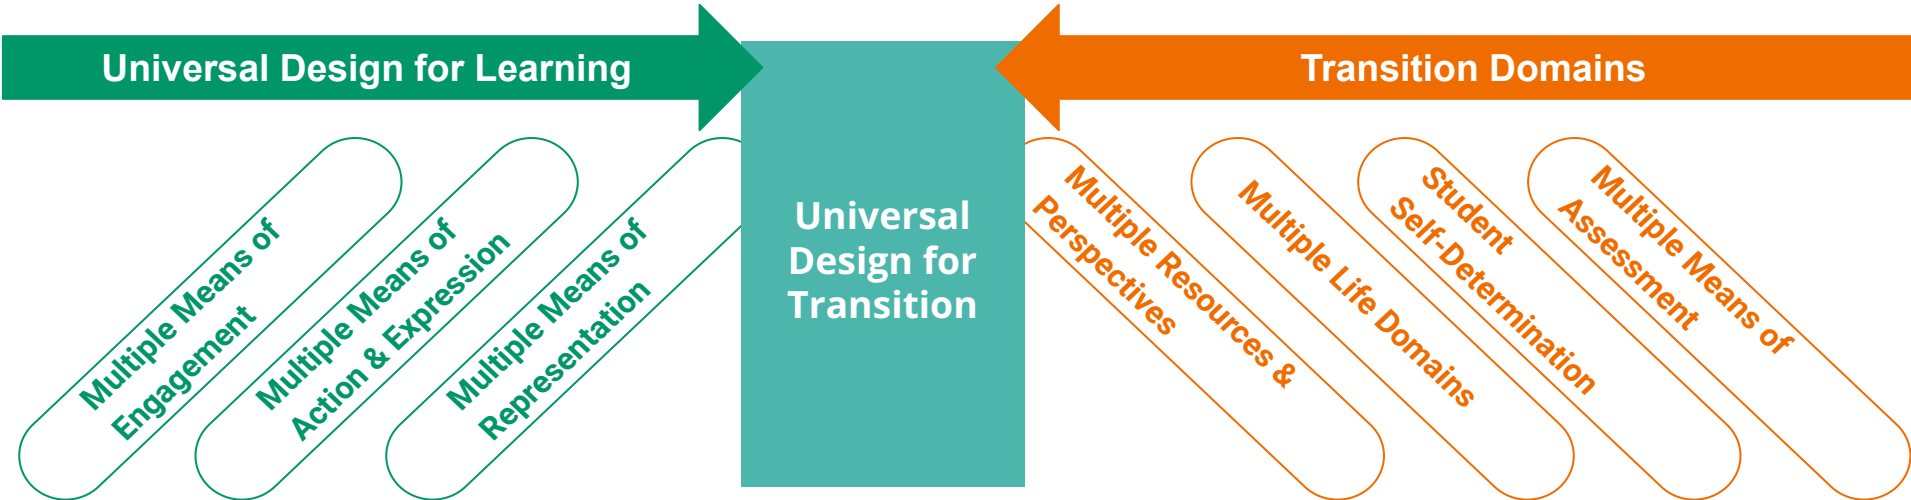 Universal Design for Learning
Transition Domains
Multiple Means of
Engagement
Multiple Means of
Action & Expression
Multiple Means of
Representation
Universal
Design for
Transition
Multiple Resources &
Perspectives
Multiple Life Domains
Student
Self-Determination
Multiple Means of
Assessment